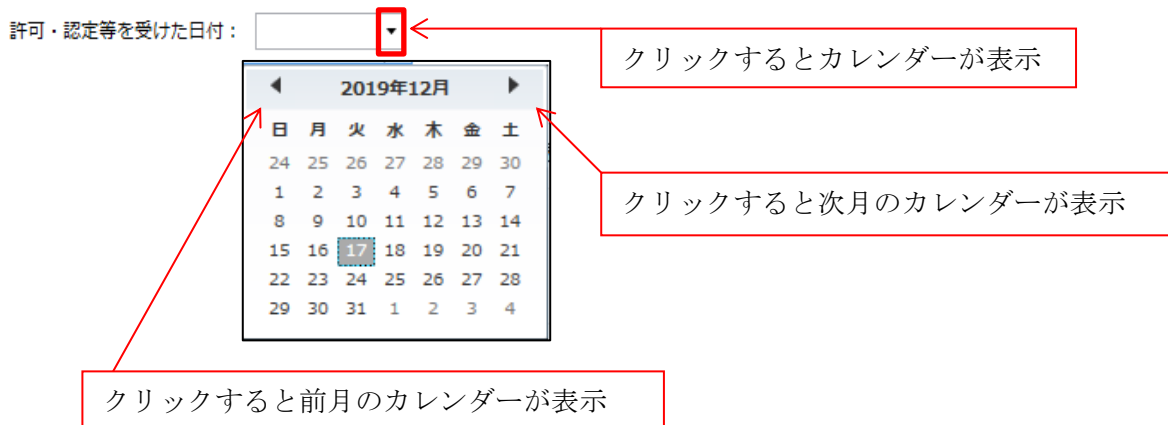 許可・認定等を受けた日付：
クリックするとカレンダーが表示
2019年12月
日 月 火 水 木 金 土
24 25 26 27 28 29 30
1 2 3 4 5 6 7
8 9 10 11 12 13 14
15 16 17 18 19 20 21
22 23 24 25 26 27 28
29 30 31 1 2 3 4
クリックすると次月のカレンダーが表示
クリックすると前月のカレンダーが表示